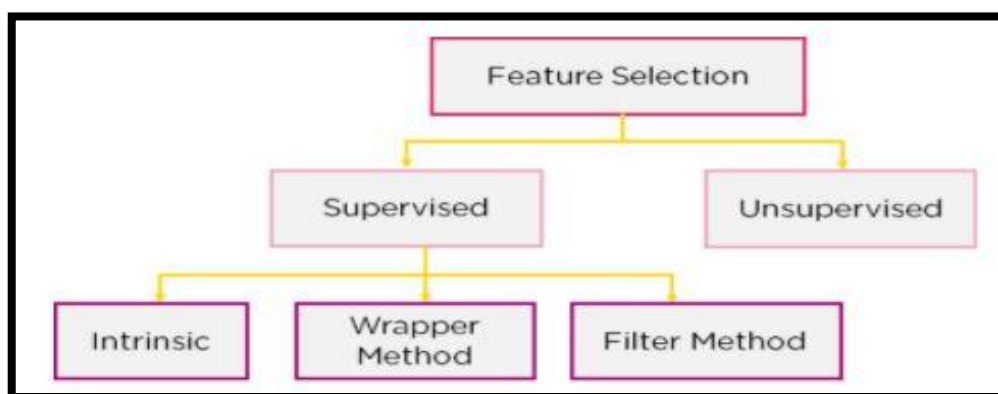 Feature Selection
Supervised
Unsupervised
Intrinsic
Wrapper
Method
Filter Method